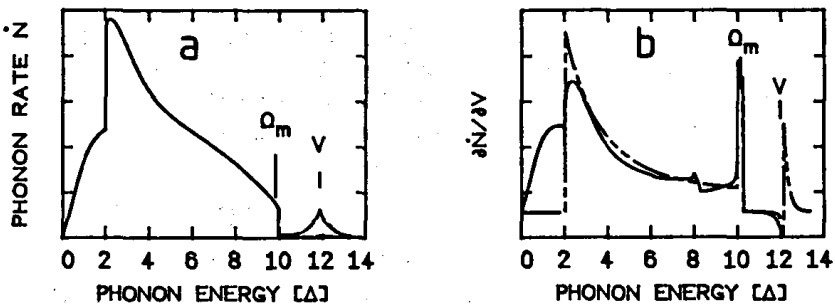 a
Ω_m
V
PHONON RATE Ṅ
0 2 4 6 8 10 12 14
PHONON ENERGY [Δ]
b
Ω_m
V
∂Ṅ/∂V
0 2 4 6 8 10 12 14
PHONON ENERGY [Δ]